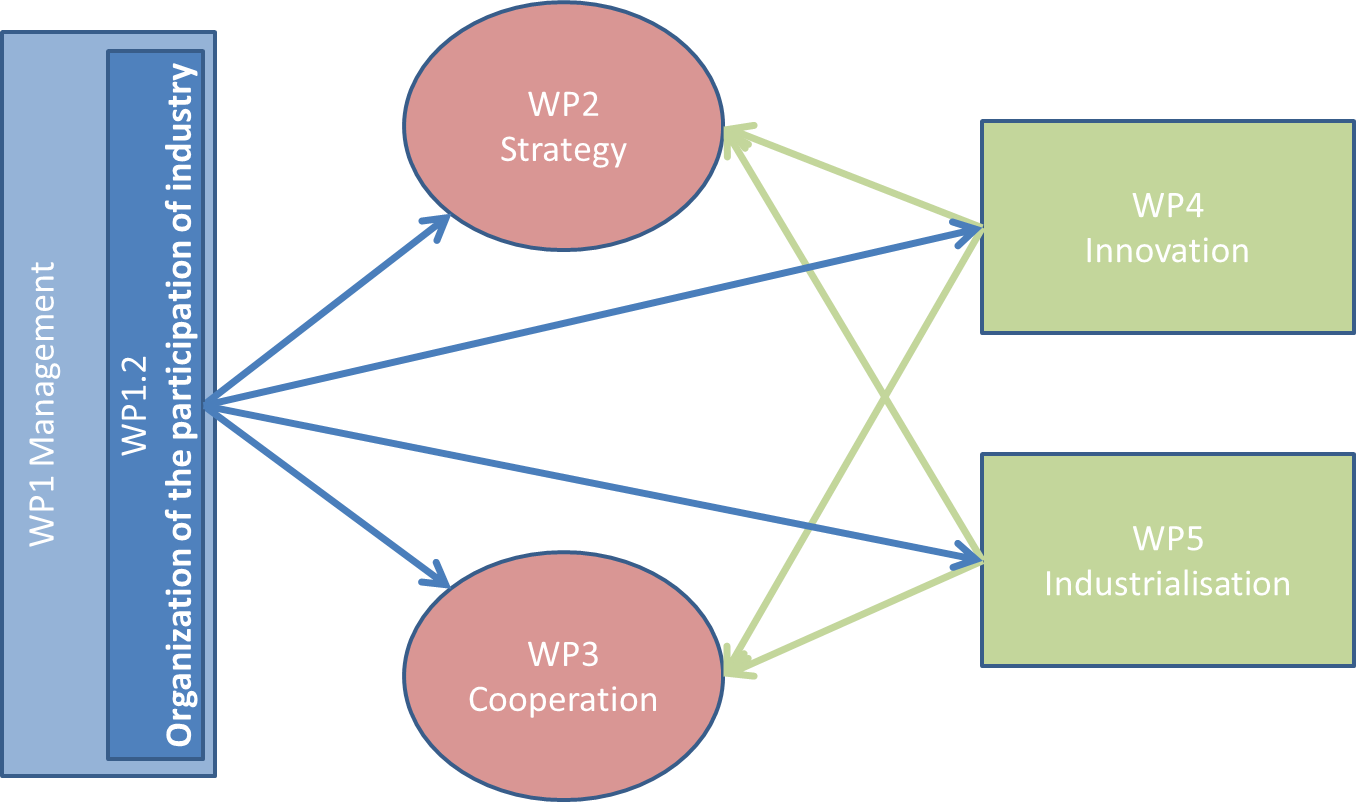 WP1 Management
WP1.2
Organization of the participation of industry
WP2
Strategy
WP3
Cooperation
WP4
Innovation
WP5
Industrialisation